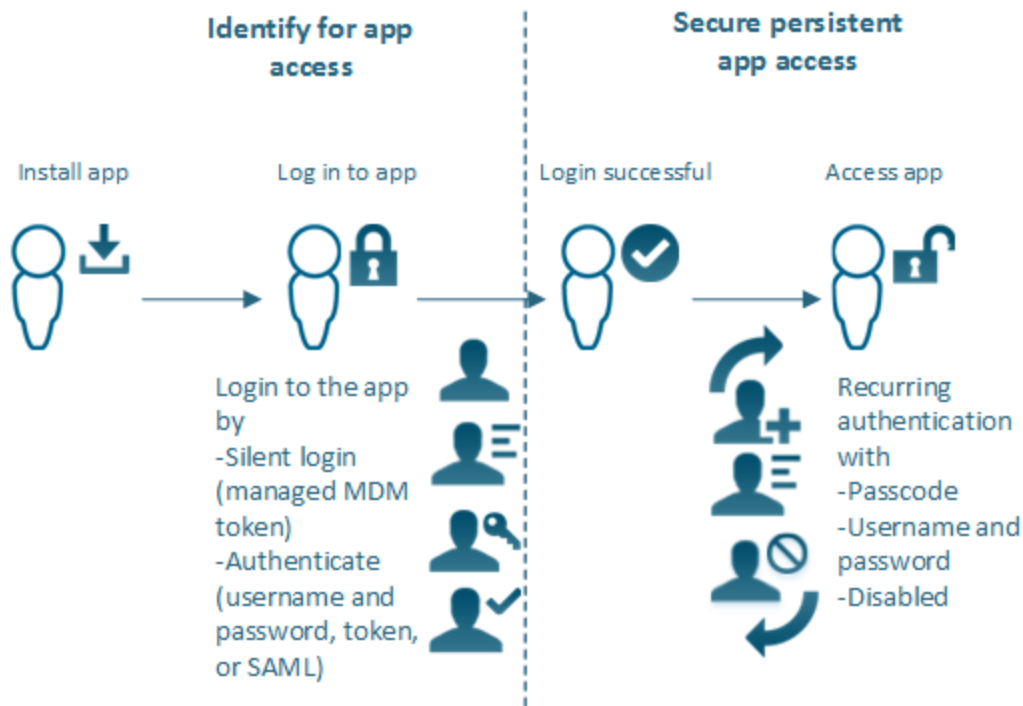 Identify for app
access
Secure persistent
app access
Install app
Log in to app
Login successful
Access app
Login to the app
by
-Silent login
(managed MDM
token)
-Authenticate
(username and
password, token,
or SAML)
Recurring
authentication
with
-Passcode
-Username and
password
-Disabled